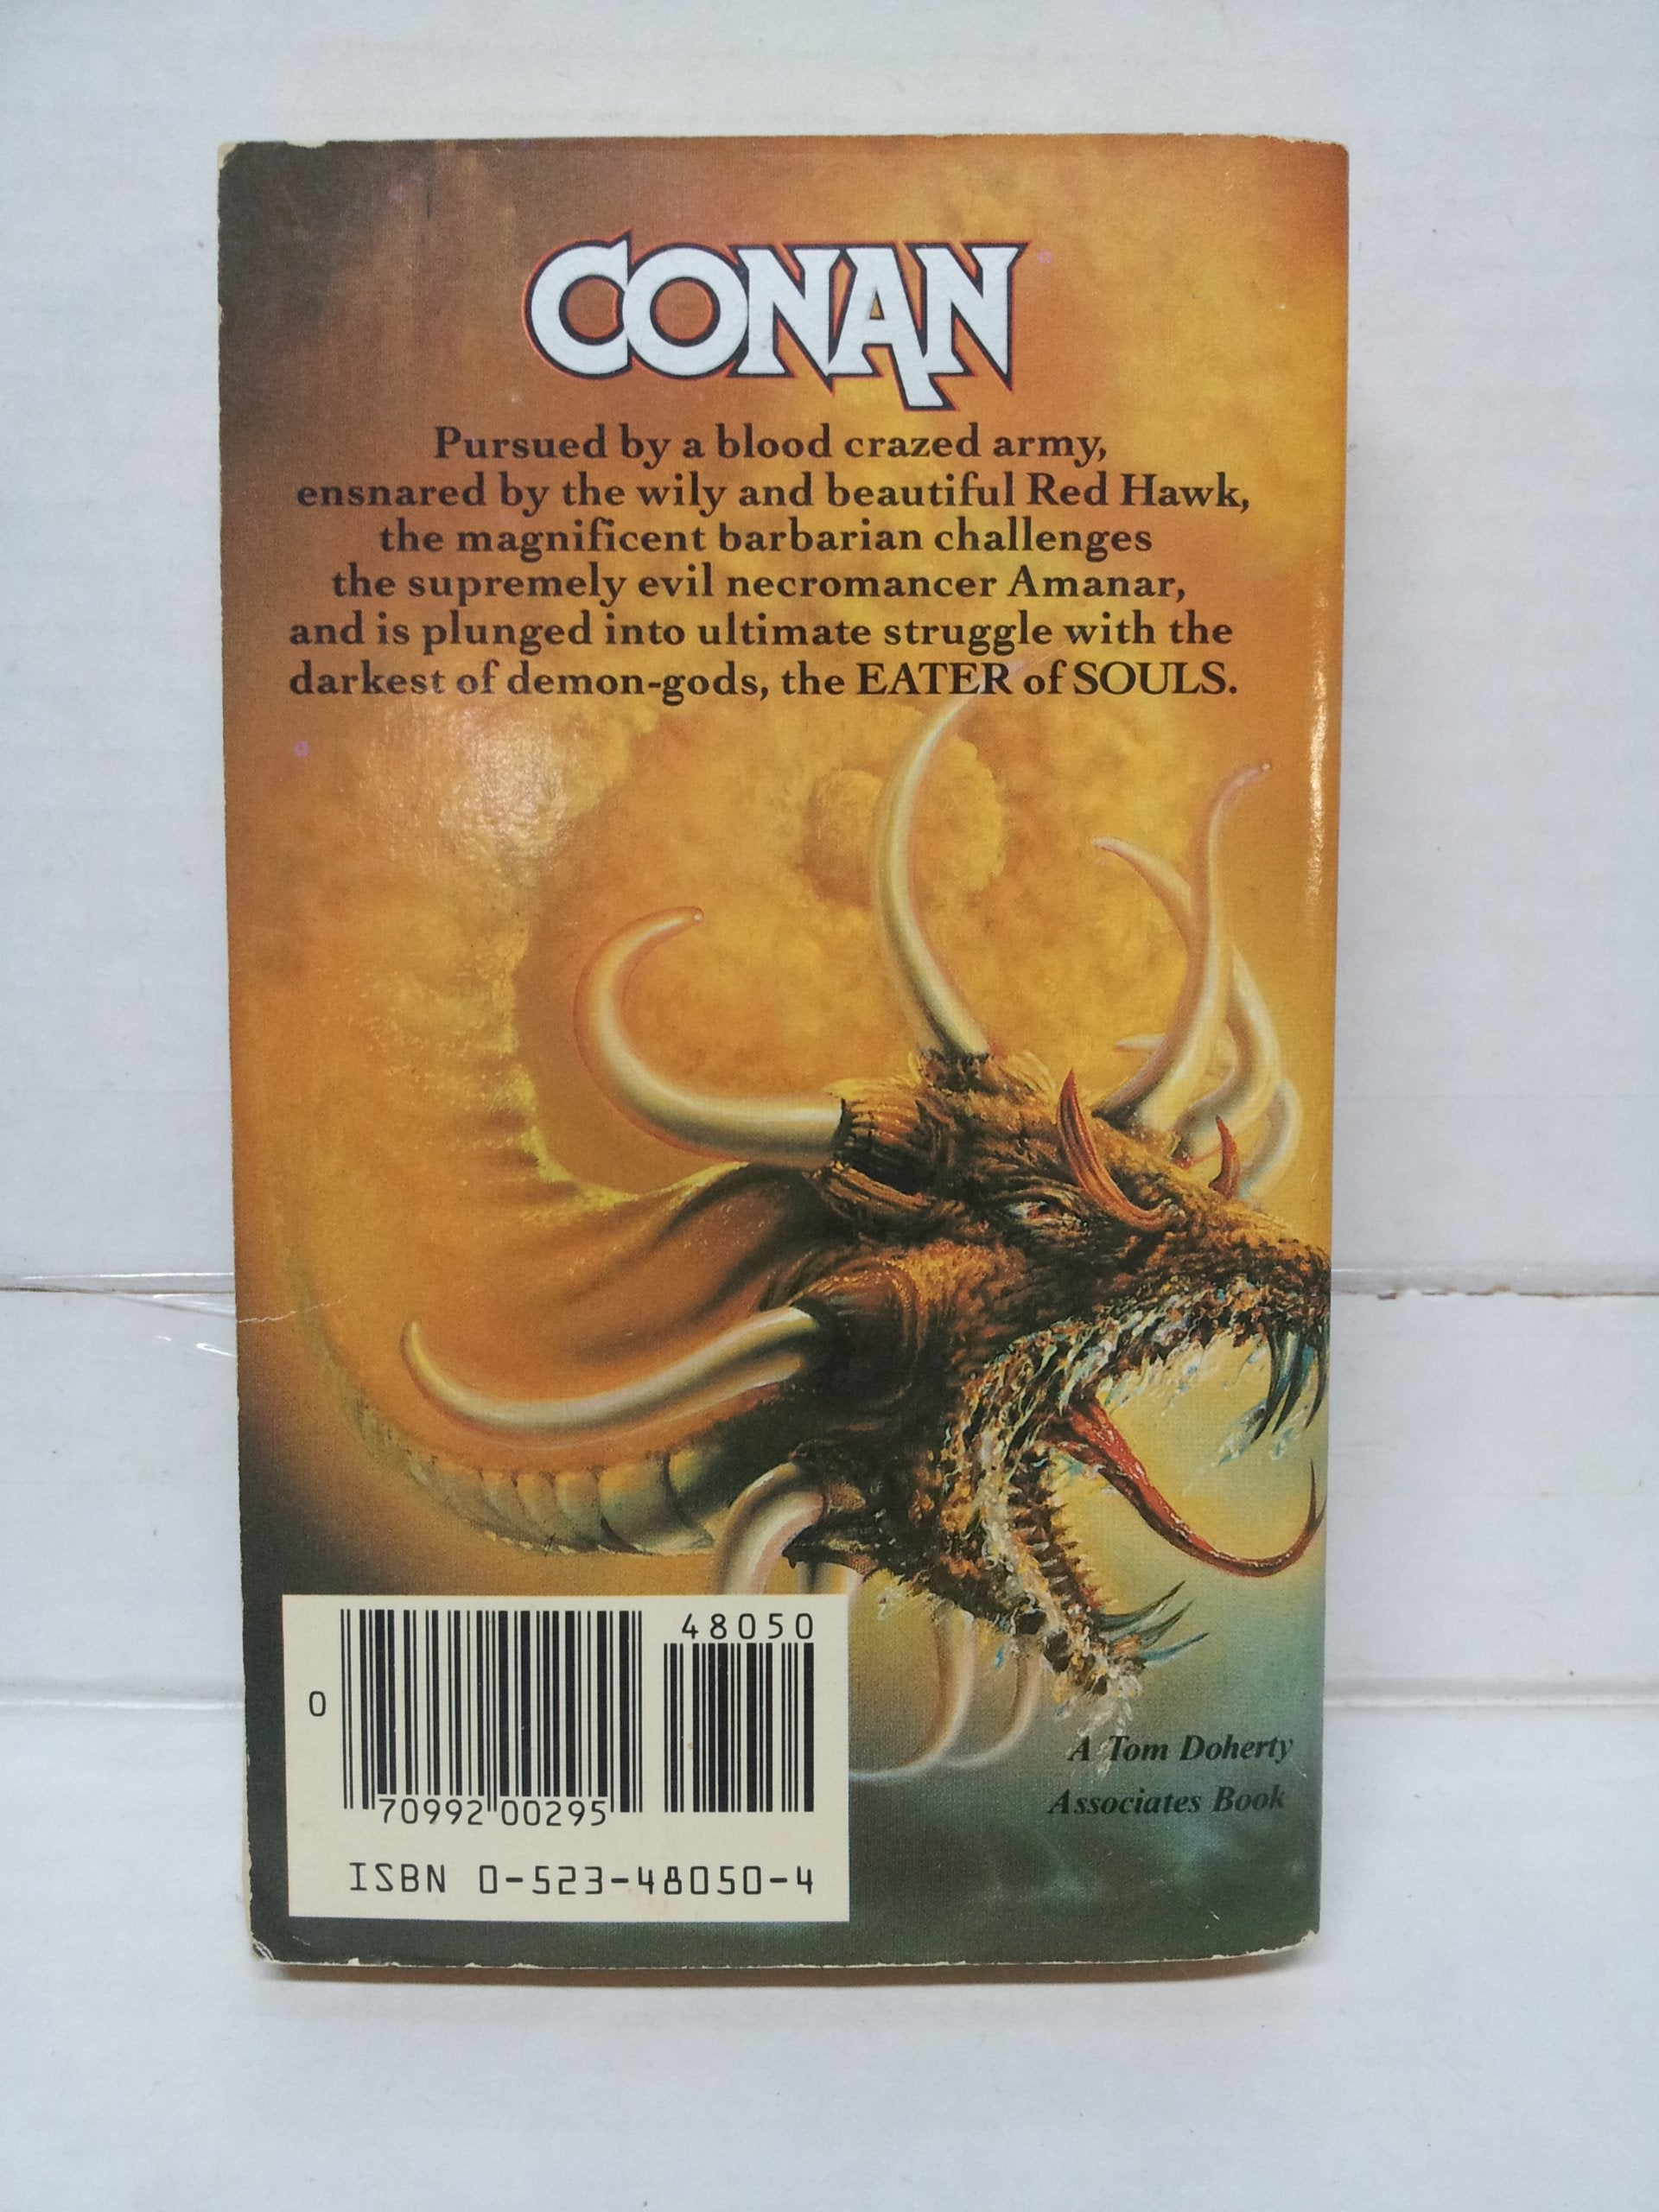 CONAN
Pursued by a blood crazed army,
ensnared by the wily and beautiful Red Hawk,
the magnificent barbarian challenges
the supremely evil necromancer Amanar,
and is plunged into ultimate struggle with the
darkest of demon-gods, the EATER of SOULS.
48050
0
70992 00295
ISBN 0-523-48050-4
A Tom Doherty
Associates Book